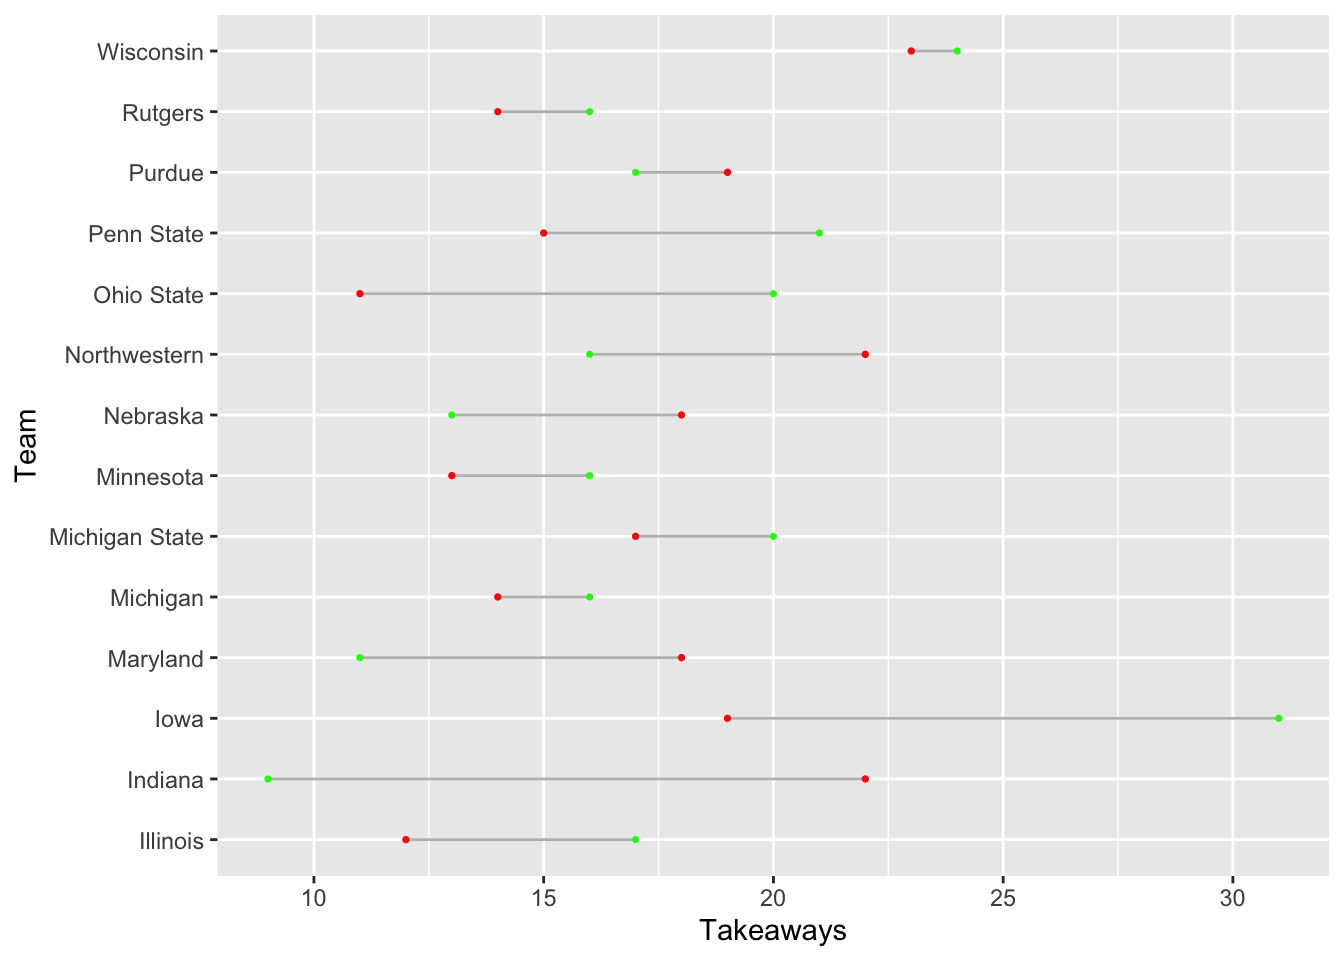 Wisconsin
Rutgers
Purdue
Penn State
Ohio State
Northwestern
Nebraska
Minnesota
Michigan State
Michigan
Maryland
Iowa
Indiana
Illinois
Team
10 15 20 25 30
Takeaways